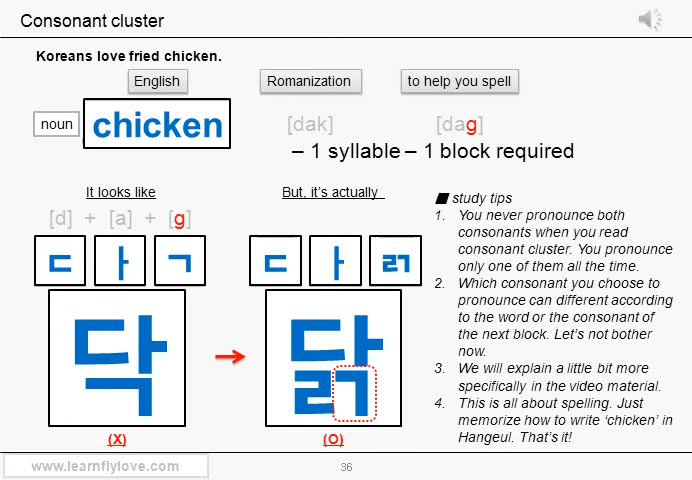 Consonant cluster
Koreans love fried chicken.
English
Romanization
to help you spell
noun
chicken
[dak]
[dag]
– 1 syllable – 1 block required
It looks like
[d] + [a] + [g]
ㄷ ㅏ ㄱ
닥
(X)
But, it's actually
ㄷ ㅏ ㄺ
닭
(O)
study tips
1. You never pronounce both
consonants when you read
consonant cluster. You pronounce
only one of them all the time.
2. Which consonant you choose to
pronounce can different according
to the word or the consonant of
the next block. Let's not bother
now.
3. We will explain a little bit more
specifically in the video material.
4. This is all about spelling. Just
memorize how to write 'chicken' in
Hangeul. That's it!
www.learnflylove.com
36